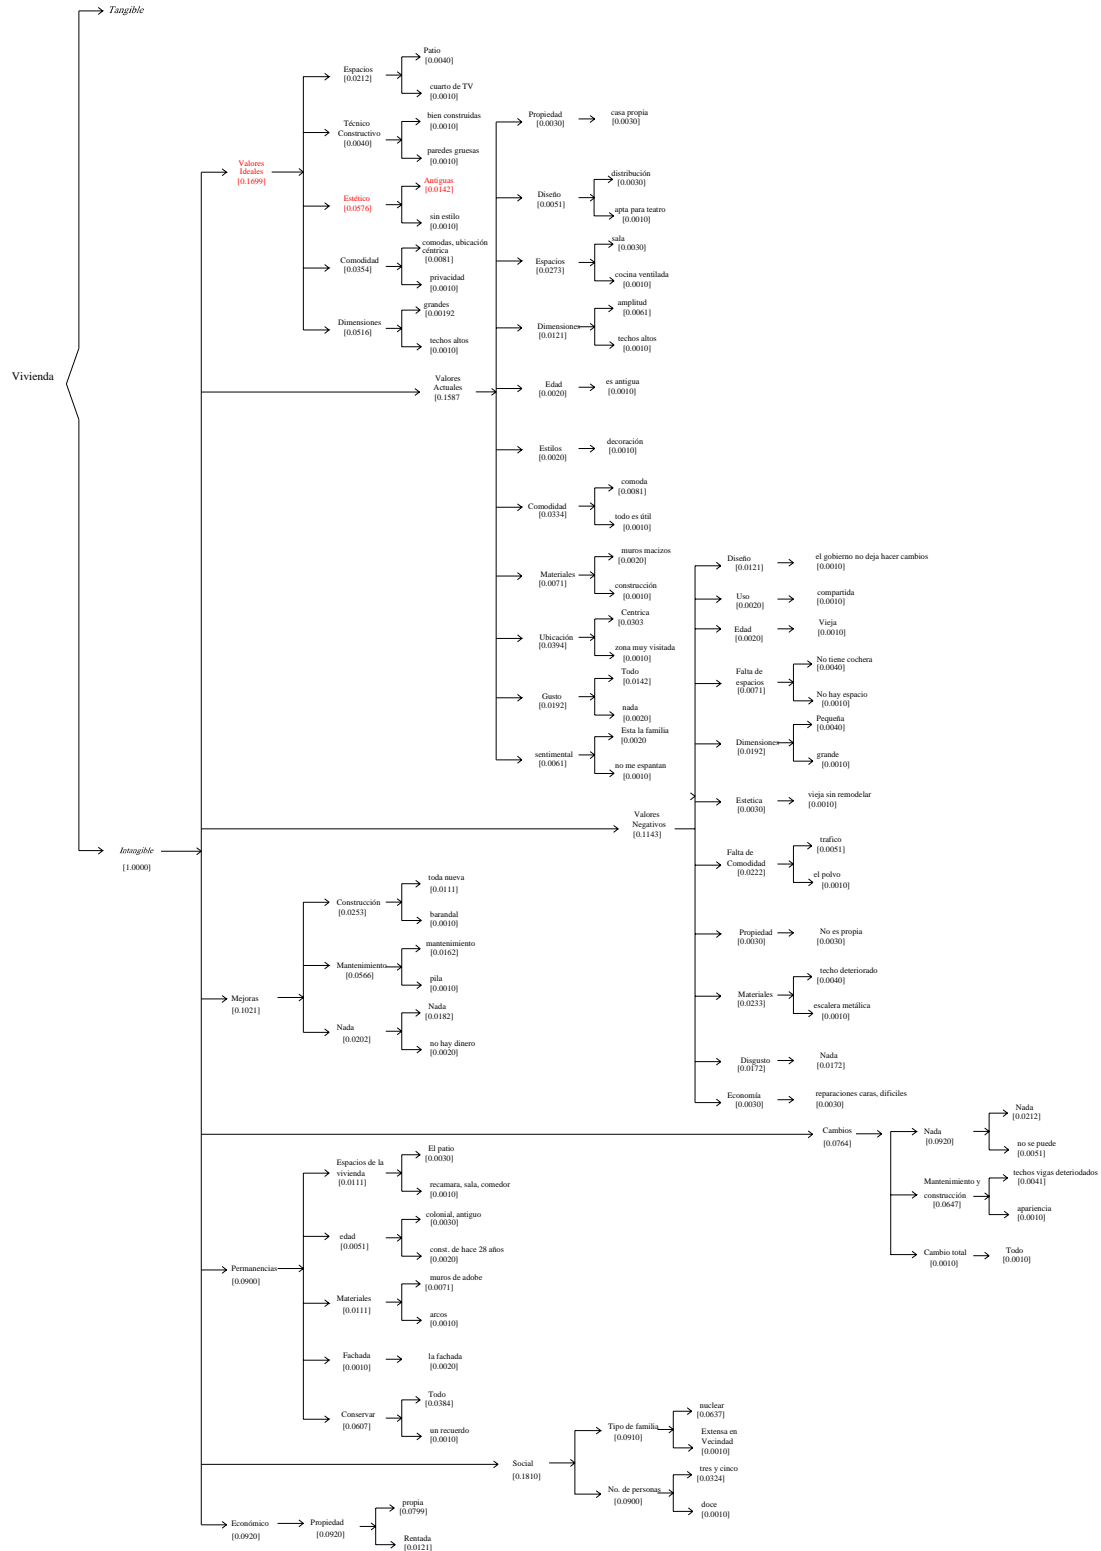 Tangible
Vivienda
Intangible
[1.0000]
Valores
Ideales
[0.1699]
Espacios
[0.0212]
Patio
[0.0040]
cuarto de TV
[0.0010]
Técnico
Constructivo
[0.0040]
bien construidas
[0.0010]
paredes gruesas
[0.0010]
Estético
[0.0576]
Antiguas
[0.0142]
sin estilo
[0.0010]
Comodidad
[0.0354]
comodas, ubicación
céntrica
[0.0081]
privacidad
[0.0010]
Dimensiones
[0.0516]
grandes
[0.00192
techos altos
[0.0010]
Valores
Actuales
[0.1587
Propiedad
[0.0030]
casa propia
[0.0030]
Diseño
[0.0051]
distribución
[0.0030]
apta para teatro
[0.0010]
Espacios
[0.0273]
sala
[0.0030]
cocina ventilada
[0.0010]
Dimensiones
[0.0121]
amplitud
[0.0061]
techos altos
[0.0010]
Edad
[0.0020]
es antigua
[0.0010]
Estilos
[0.0020]
decoración
[0.0010]
Comodidad
[0.0334]
comoda
[0.0081]
todo es útil
[0.0010]
Materiales
[0.0071]
muros macizos
[0.0020]
construcción
[0.0010]
Ubicación
[0.0394]
Centrica
[0.0303
zona muy visitada
[0.0010]
Gusto
[0.0192]
Todo
[0.0142]
nada
[0.0020]
sentimental
[0.0061]
Esta la familia
[0.0020
no me espantan
[0.0010]
Valores
Negativos
[0.1143]
Diseño
[0.0121]
el gobierno no deja hacer cambios
[0.0010]
Uso
[0.0020]
compartida
[0.0010]
Edad
[0.0020]
Vieja
[0.0010]
Falta de
espacios
[0.0071]
No tiene cochera
[0.0040]
No hay espacio
[0.0010]
Dimensiones
[0.0192]
Pequeña
[0.0040]
grande
[0.0010]
Estetica
[0.0030]
vieja sin remodelar
[0.0010]
Falta de
Comodidad
[0.0222]
trafico
[0.0051]
el polvo
[0.0010]
Propiedad
[0.0030]
No es propia
[0.0030]
Materiales
[0.0233]
techo deteriorado
[0.0040]
escalera metálica
[0.0010]
Disgusto
[0.0172]
Nada
[0.0172]
Economía
[0.0030]
reparaciones caras, dificiles
[0.0030]
Mejoras
[0.1021]
Construcción
[0.0253]
toda nueva
[0.0111]
barandal
[0.0010]
Mantenimiento
[0.0566]
mantenimiento
[0.0162]
pila
[0.0010]
Nada
[0.0202]
Nada
[0.0182]
no hay dinero
[0.0020]
Cambios
[0.0764]
Nada
[0.0920]
Nada
[0.0212]
no se puede
[0.0051]
Mantenimiento y
construcción
[0.0647]
techos vigas deteriodados
[0.0041]
apariencia
[0.0010]
Cambio total
[0.0010]
Todo
[0.0010]
Permanencias
[0.0900]
Espacios de la
vivienda
[0.0111]
El patio
[0.0030]
recamara, sala, comedor
[0.0010]
edad
[0.0051]
colonial, antiguo
[0.0030]
const. de hace 28 años
[0.0020]
Materiales
[0.0111]
muros de adobe
[0.0071]
arcos
[0.0010]
Fachada
[0.0010]
la fachada
[0.0020]
Conservar
[0.0607]
Todo
[0.0384]
un recuerdo
[0.0010]
Social
[0.1810]
Tipo de familia
[0.0910]
nuclear
[0.0637]
Extensa en
Vecindad
[0.0010]
No. de personas
[0.0900]
tres y cinco
[0.0324]
doce
[0.0010]
Económico
[0.0920]
Propiedad
[0.0920]
propia
[0.0799]
Rentada
[0.0121]